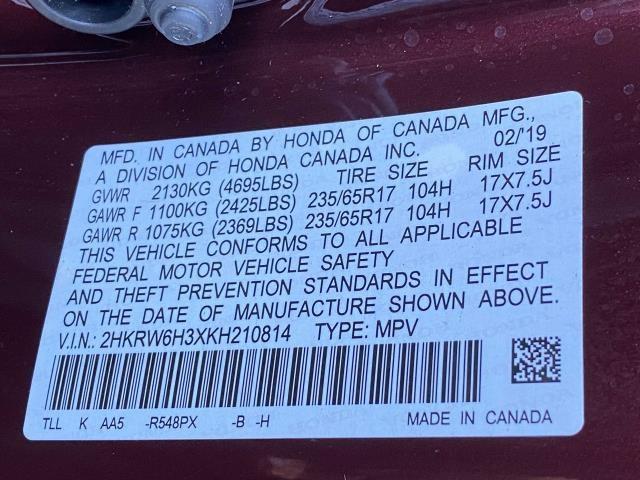 MFD. IN CANADA BY HONDA OF CANADA MFG.,
A DIVISION OF HONDA CANADA INC. 02/'19
GVWR 2130KG (4695LBS) TIRE SIZE RIM SIZE
GAWR F 1100KG (2425LBS) 235/65R17 104H 17X7.5J
GAWR R 1075KG (2369LBS) 235/65R17 104H 17X7.5J
THIS VEHICLE CONFORMS TO ALL APPLICABLE
FEDERAL MOTOR VEHICLE SAFETY
AND THEFT PREVENTION STANDARDS IN EFFECT
ON THE DATE OF MANUFACTURE SHOWN ABOVE.
V.I.N.: 2HKRW6H3XKH210814 TYPE: MPV
TLL K AA5 -R548PX -B -H MADE IN CANADA